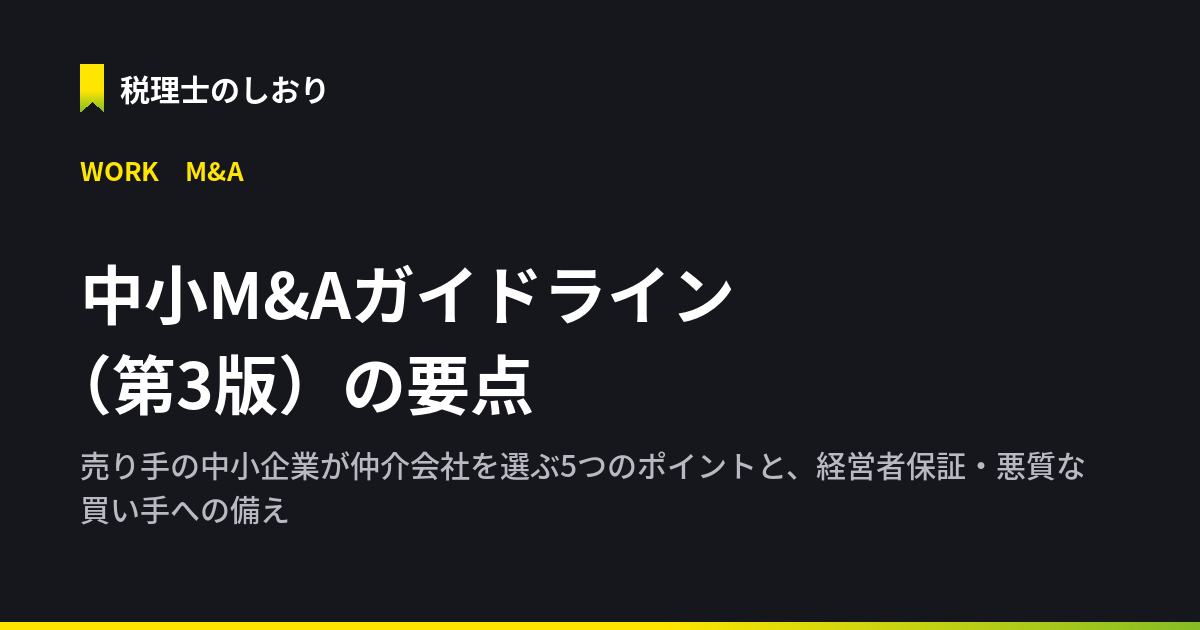 税理士のしおり
WORK　M&A
中小M&Aガイドライン
（第3版）の要点
売り手の中小企業が仲介会社を選ぶ5つのポイントと、経営者保証・悪質な
買い手への備え